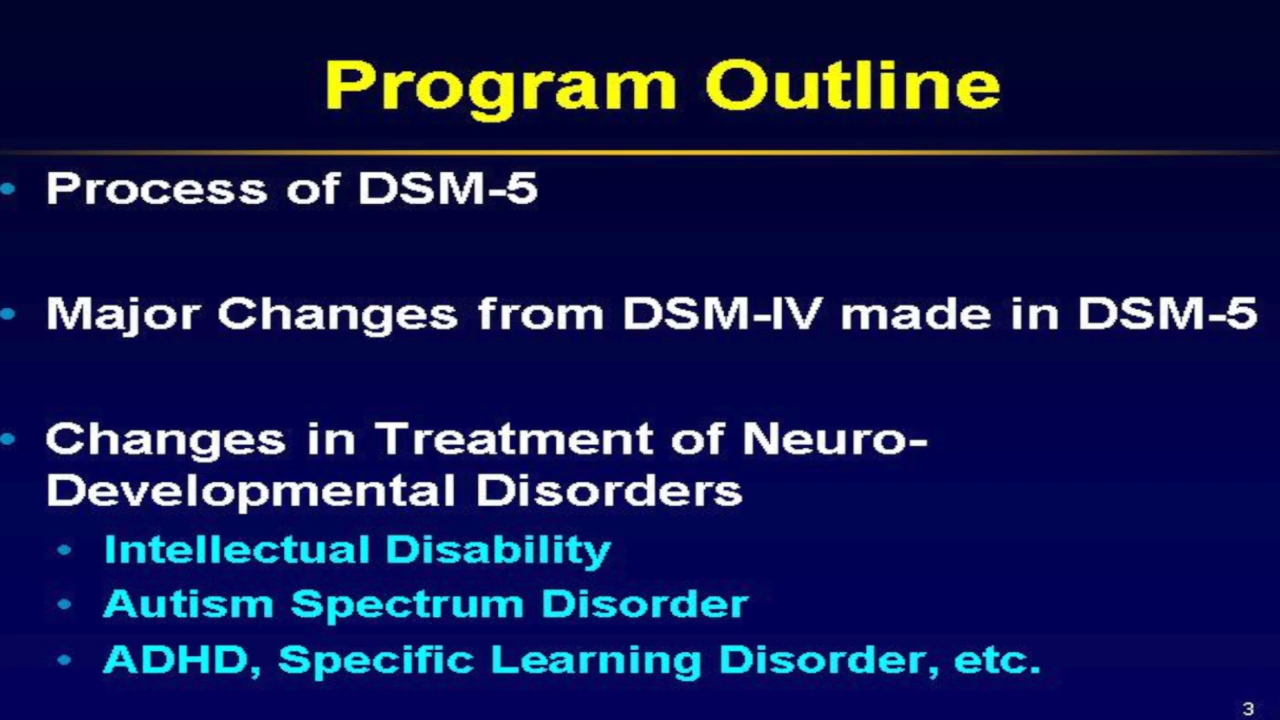 Program Outline
• Process of DSM-5
• Major Changes from DSM-IV made in DSM-5
• Changes in Treatment of Neuro-
Developmental Disorders
• Intellectual Disability
• Autism Spectrum Disorder
• ADHD, Specific Learning Disorder, etc.
3